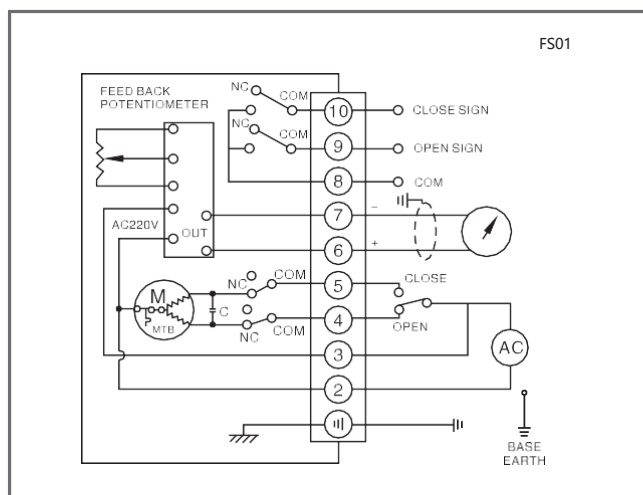 FS01
FEED BACK
POTENTIOMETER
NC COM
10
CLOSE SIGN
NC COM
9
OPEN SIGN
8
COM
7
−
AC220V
OUT
6
+
NC COM
5
CLOSE
M
MTB
C
NC COM
4
OPEN
3
AC
2
BASE
EARTH